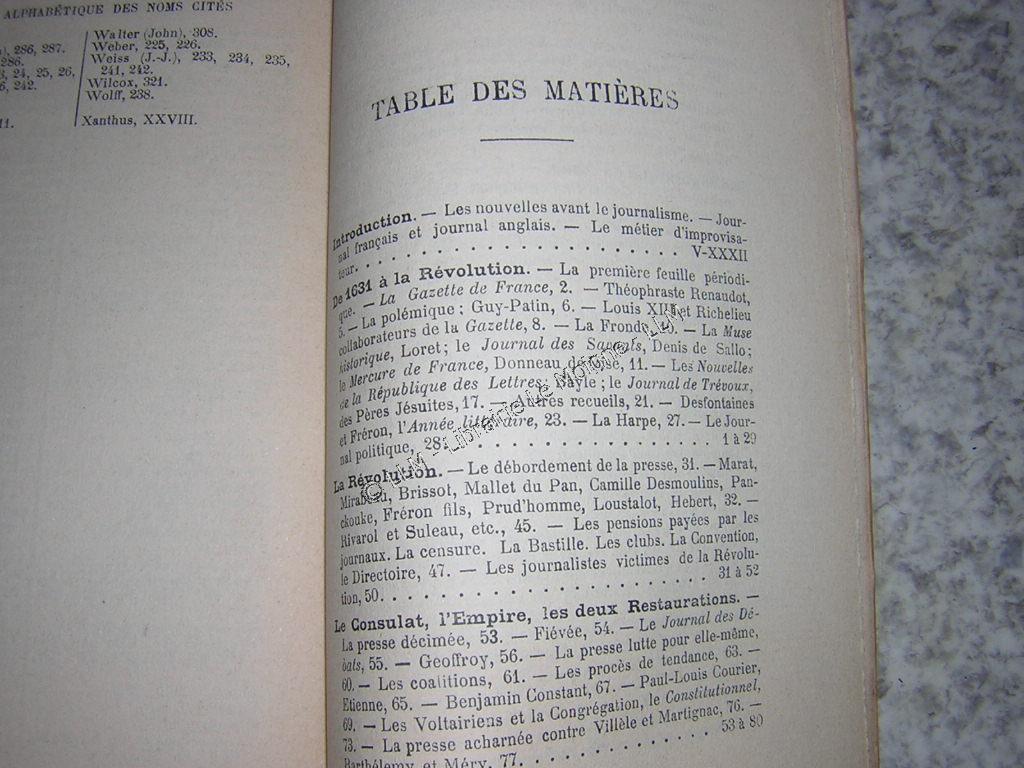 ALPHABÉTIQUE DES NOMS CITÉS
), 286, 287.
286.
3, 24, 25, 26,
6, 242.
11.
Walter (John), 308.
Weber, 225, 226.
Weiss (J.-J.), 233, 234, 235,
241, 242.
Wilcox, 321.
Wolff, 238.
Xanthus, XXVIII.
TABLE DES MATIÈRES
Introduction. — Les nouvelles avant le journalisme. — Jour-
nal français et journal anglais. — Le métier d'improvisa-
teur. . . . . . . . . . . . . . . . . . . . V-XXXII
De 1631 à la Révolution. — La première feuille périodi-
que. — La Gazette de France, 2. — Théophraste Renaudot,
5. — La polémique : Guy-Patin, 6. — Louis XIII et Richelieu
collaborateurs de la Gazette, 8. — La Fronde, 10. — La Muse
historique, Loret ; le Journal des Savants, Denis de Sallo ;
le Mercure de France, Donneau de Visé, 11. — Les Nouvelles
de la République des Lettres, Bayle ; le Journal de Trévoux,
des Pères Jésuites, 17. — Autres recueils, 21. — Desfontaines
et Fréron, l'Année littéraire, 23. — La Harpe, 27. — Le Jour-
nal politique, 28. . . . . . . . . . . . . . 1 à 29
La Révolution. — Le débordement de la presse, 31. — Marat,
Mirabeau, Brissot, Mallet du Pan, Camille Desmoulins, Pan-
ckouke, Fréron fils, Prud'homme, Loustalot, Hebert, 32. —
Rivarol et Suleau, etc., 45. — Les pensions payées par les
journaux. La censure. La Bastille. Les clubs. La Convention,
le Directoire, 47. — Les journalistes victimes de la Révolu-
tion, 50. . . . . . . . . . . . . . . . . . 31 à 52
Le Consulat, l'Empire, les deux Restaurations. —
La presse décimée, 53. — Fiévée, 54. — Le Journal des Dé-
bats, 55. — Geoffroy, 56. — La presse lutte pour elle-même,
60. — Les coalitions, 61. — Les procès de tendance, 63. —
Etienne, 65. — Benjamin Constant, 67. — Paul-Louis Courier,
69. — Les Voltairiens et la Congrégation, le Constitutionnel,
73. — La presse acharnée contre Villèle et Martignac, 76. —
Barthélemy et Méry, 77. . . . . . . . . . . 53 à 80
© LLM - Librairie Le Monnier LLM